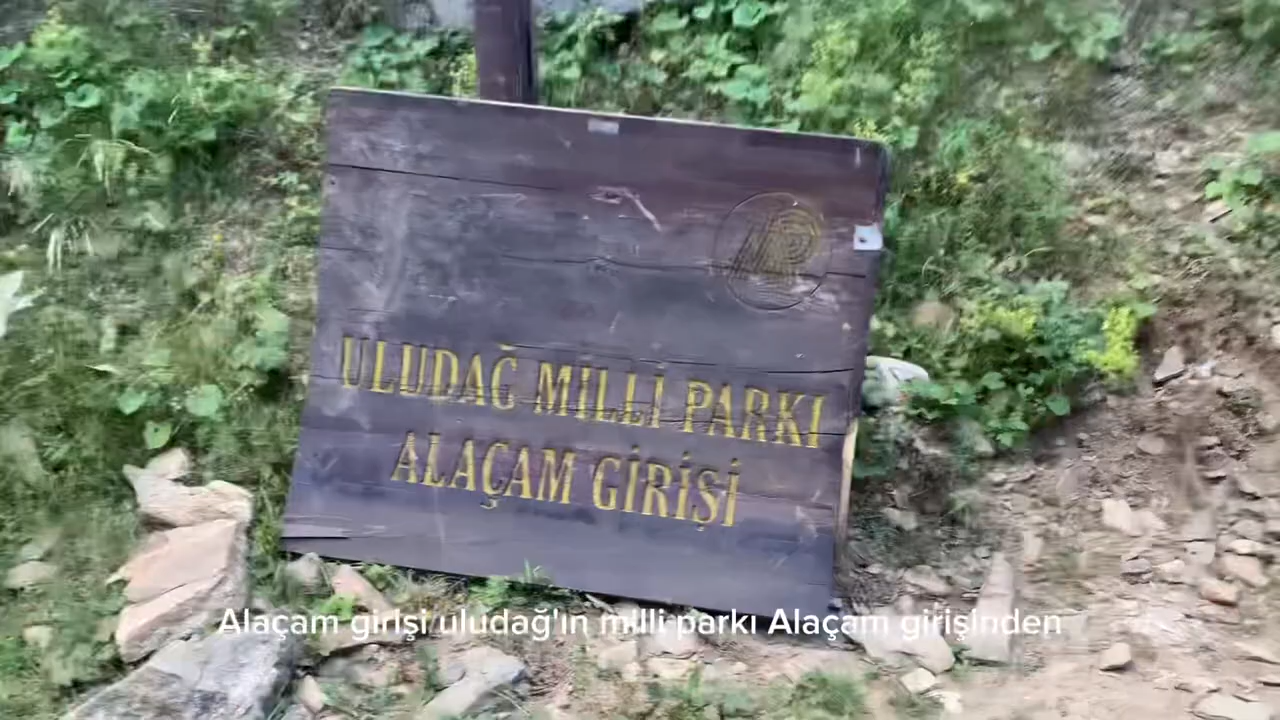 ULUDAĞ MİLLİ PARKI
ALAÇAM GİRİŞİ
Alaçam girişi uludağ'ın milli parkı Alaçam girişinden